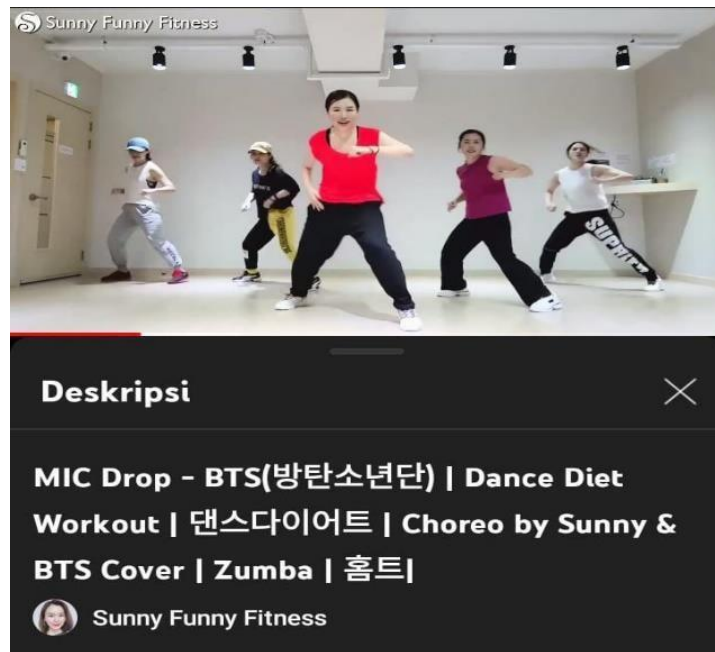 Sunny Funny Fitness
Deskripsi
MIC Drop - BTS(방탄소년단) | Dance Diet
Workout | 댄스다이어트 | Choreo by Sunny &
BTS Cover | Zumba | 홈트|
Sunny Funny Fitness